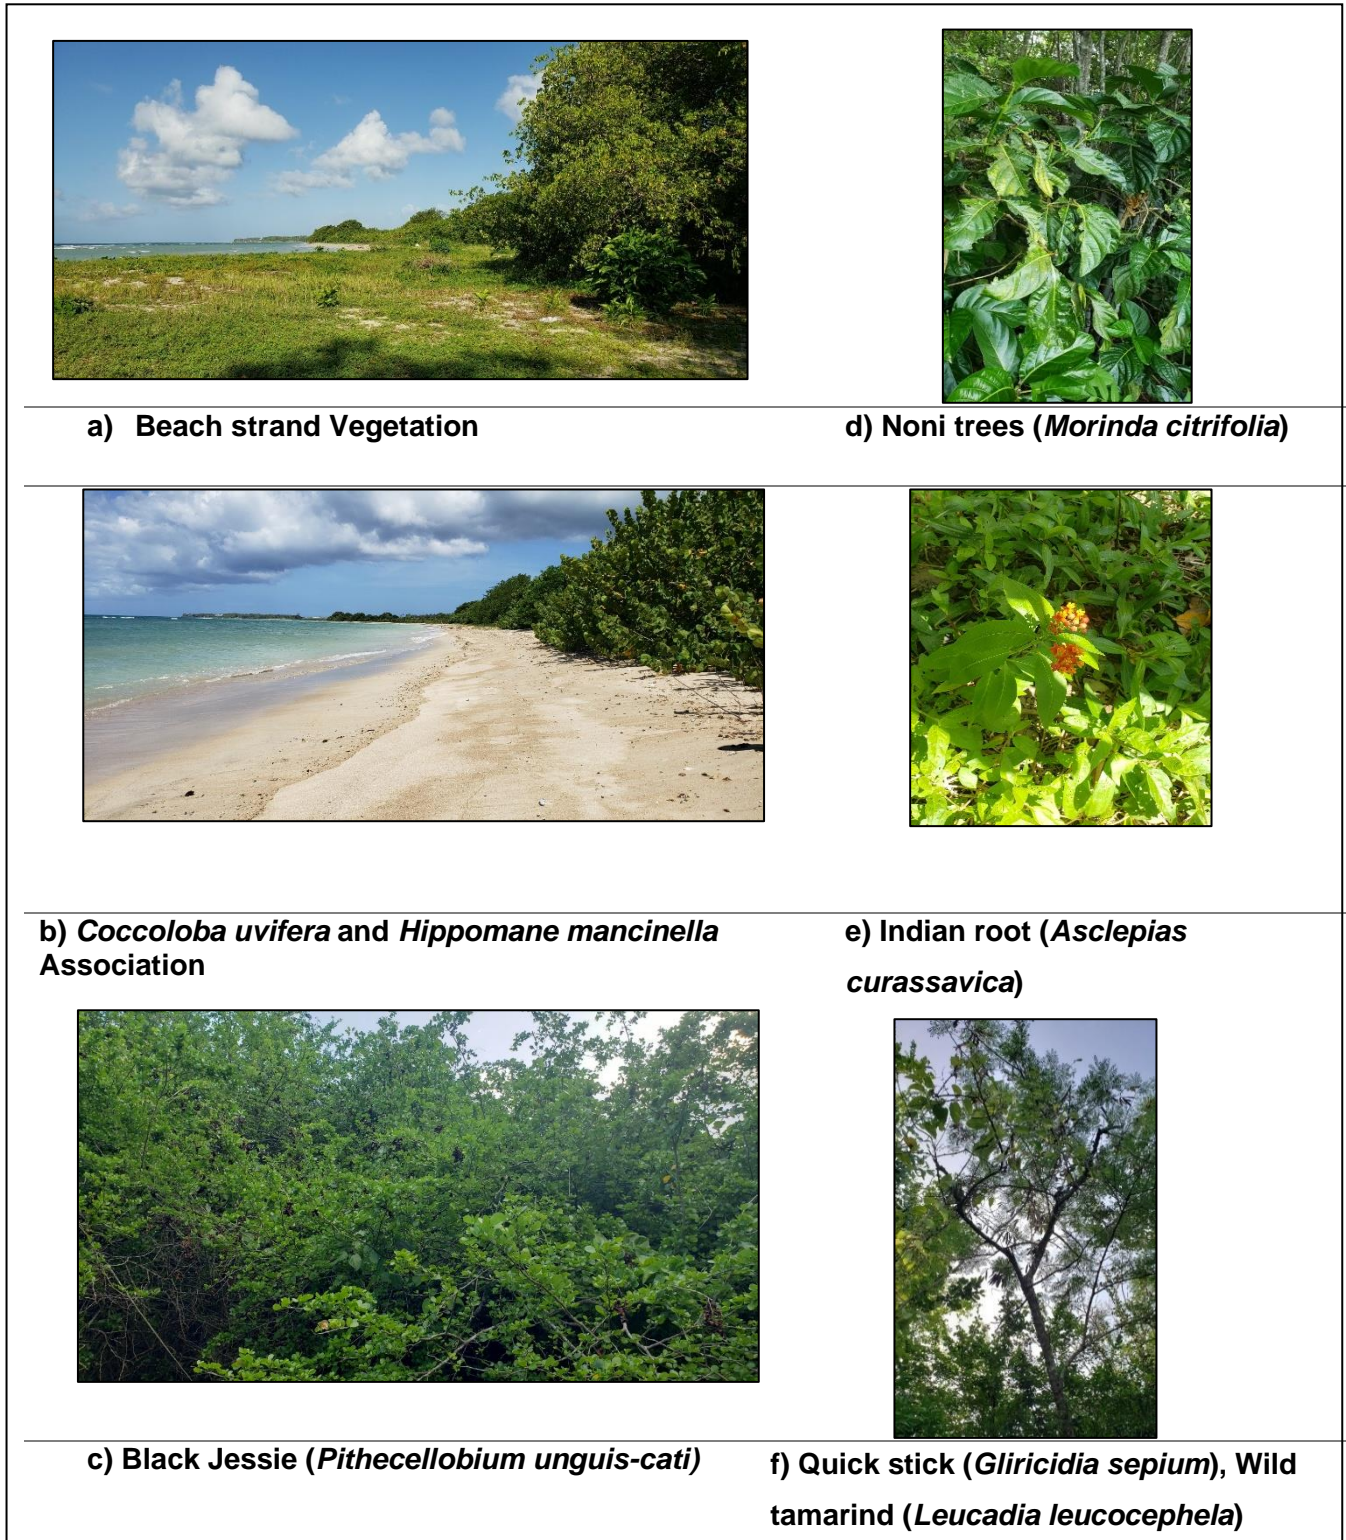 a) Beach strand Vegetation
d) Noni trees (Morinda citrifolia)
b) Coccoloba uvifera and Hippomane mancinella
Association
e) Indian root (Asclepias
curassavica)
c) Black Jessie (Pithecellobium unguis-cati)
f) Quick stick (Gliricidia sepium), Wild
tamarind (Leucadia leucocephela)